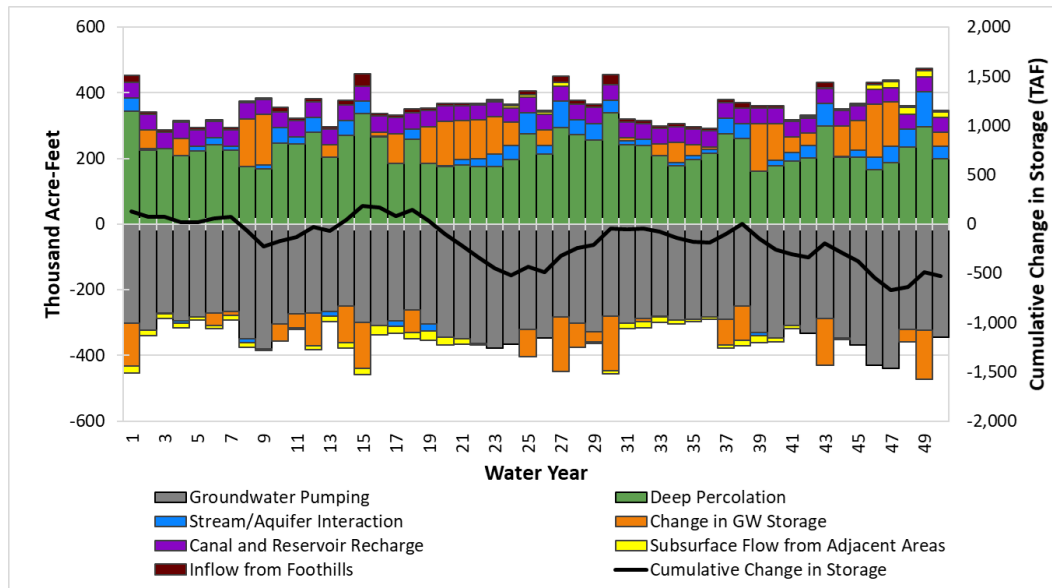 600
400
200
0
-200
-400
-600
Thousand Acre-Feet
2,000
1,500
1,000
500
0
-500
-1,000
-1,500
-2,000
Cumulative Change in Storage (TAF)
1 3 5 7 9 11 13 15 17 19 21 23 25 27 29 31 33 35 37 39 41 43 45 47 49
Water Year
Groundwater Pumping Deep Percolation
Stream/Aquifer Interaction Change in GW Storage
Canal and Reservoir Recharge Subsurface Flow from Adjacent Areas
Inflow from Foothills Cumulative Change in Storage